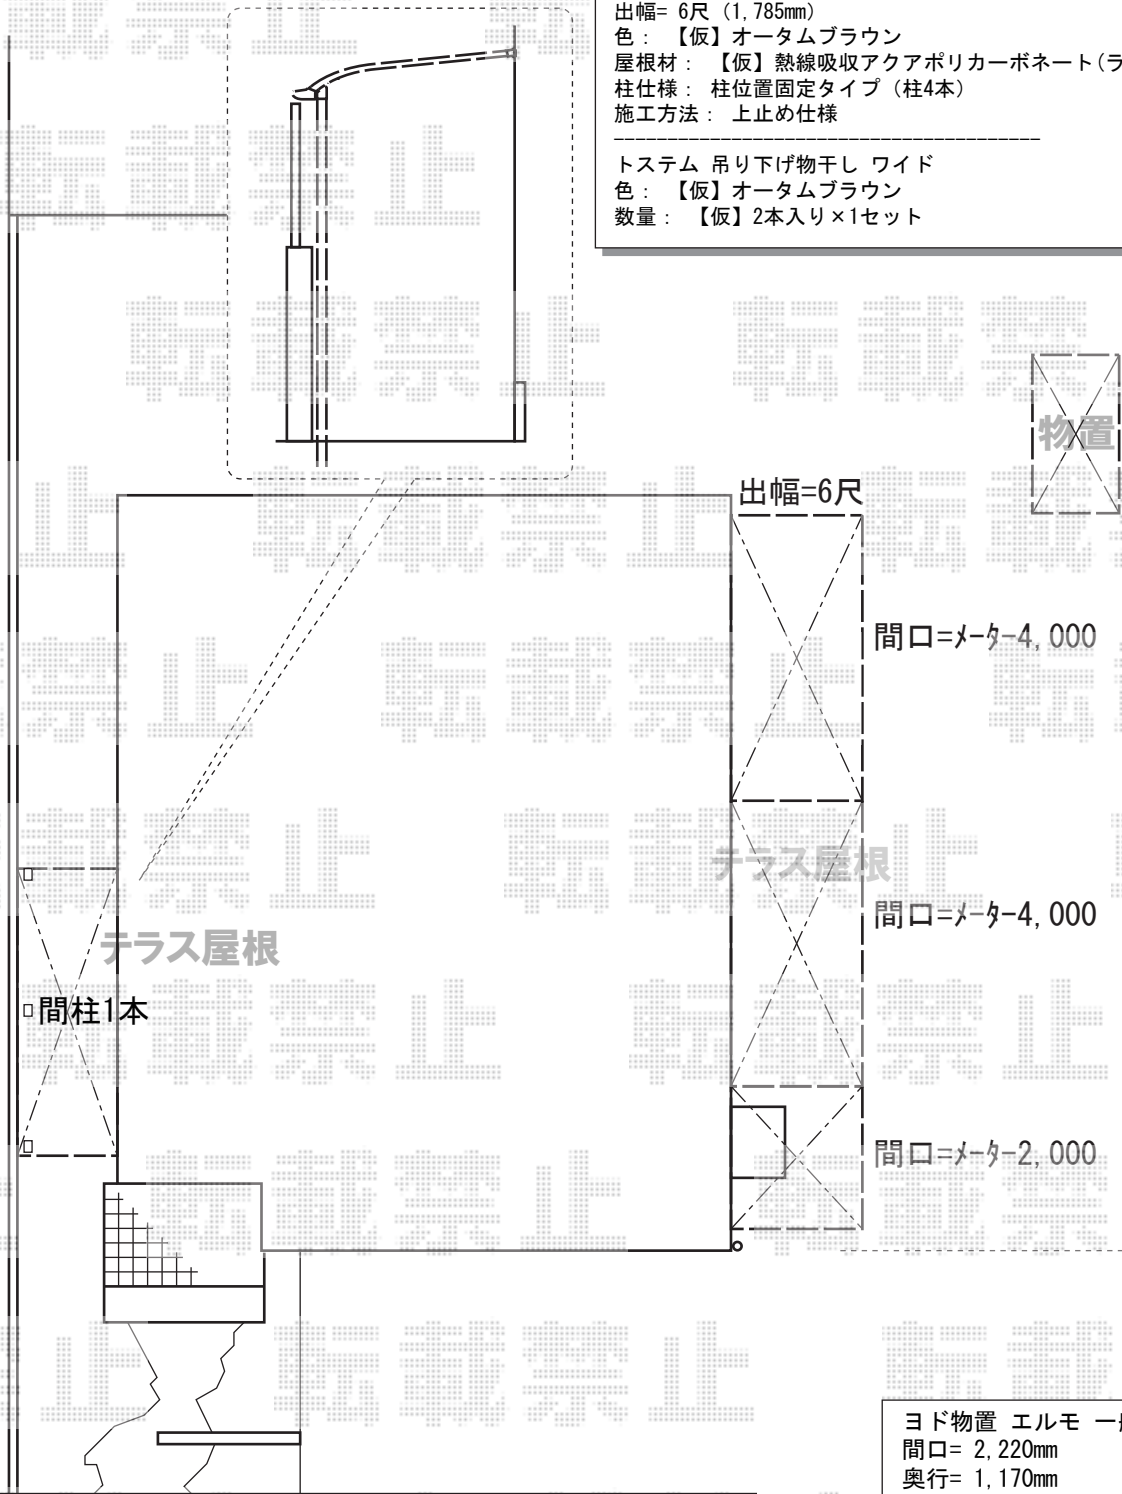 出幅= 6尺 (1,785mm)
色： 【仮】オータムブラウン
屋根材： 【仮】熱線吸収アクアポリカーボネート(ラ
柱仕様： 柱位置固定タイプ（柱4本）
施工方法： 上止め仕様
トステム 吊り下げ物干し ワイド
色： 【仮】オータムブラウン
数量： 【仮】2本入り×1セット
物置
出幅=6尺
間口=メーター4,000
テラス屋根
間口=メーター4,000
テラス屋根
間柱1本
間口=メーター2,000
ヨド物置 エルモ 一
間口= 2,220mm
奥行= 1,170mm
転載禁止